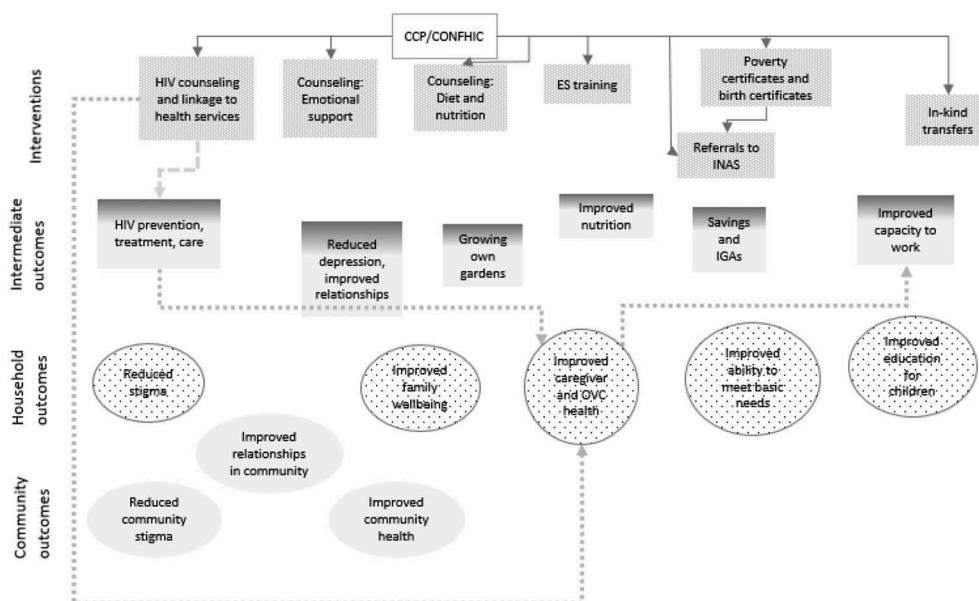 CCP/CONFHIC
Interventions
HIV counseling
and linkage to
health services
Counseling:
Emotional
support
Counseling:
Diet and
nutrition
ES training
Poverty
certificates and
birth certificates
In-kind
transfers
Referrals to
INAS
Intermediate
outcomes
HIV prevention,
treatment, care
Reduced
depression,
improved
relationships
Growing
own
gardens
Improved
nutrition
Savings
and
IGAs
Improved
capacity to
work
Household
outcomes
Reduced
stigma
Improved
family
wellbeing
Improved
caregiver
and OVC
health
Improved
ability to
meet basic
needs
Improved
education
for
children
Community
outcomes
Improved
relationships
in community
Reduced
community
stigma
Improved
community
health